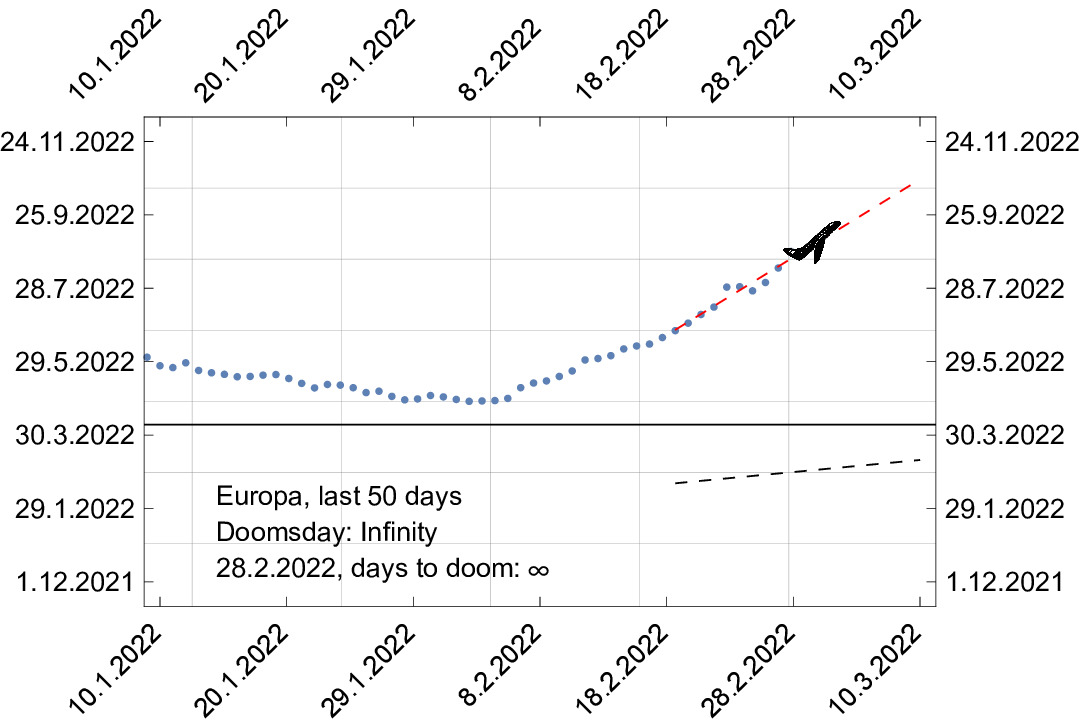 10.1.2022 20.1.2022 29.1.2022 8.2.2022 18.2.2022 28.2.2022 10.3.2022
24.11.2022 24.11.2022
25.9.2022 25.9.2022
28.7.2022 28.7.2022
29.5.2022 29.5.2022
30.3.2022 30.3.2022
Europa, last 50 days
29.1.2022 29.1.2022
Doomsday: Infinity
28.2.2022, days to doom: ∞
1.12.2021 1.12.2021
10.1.2022 20.1.2022 29.1.2022 8.2.2022 18.2.2022 28.2.2022 10.3.2022